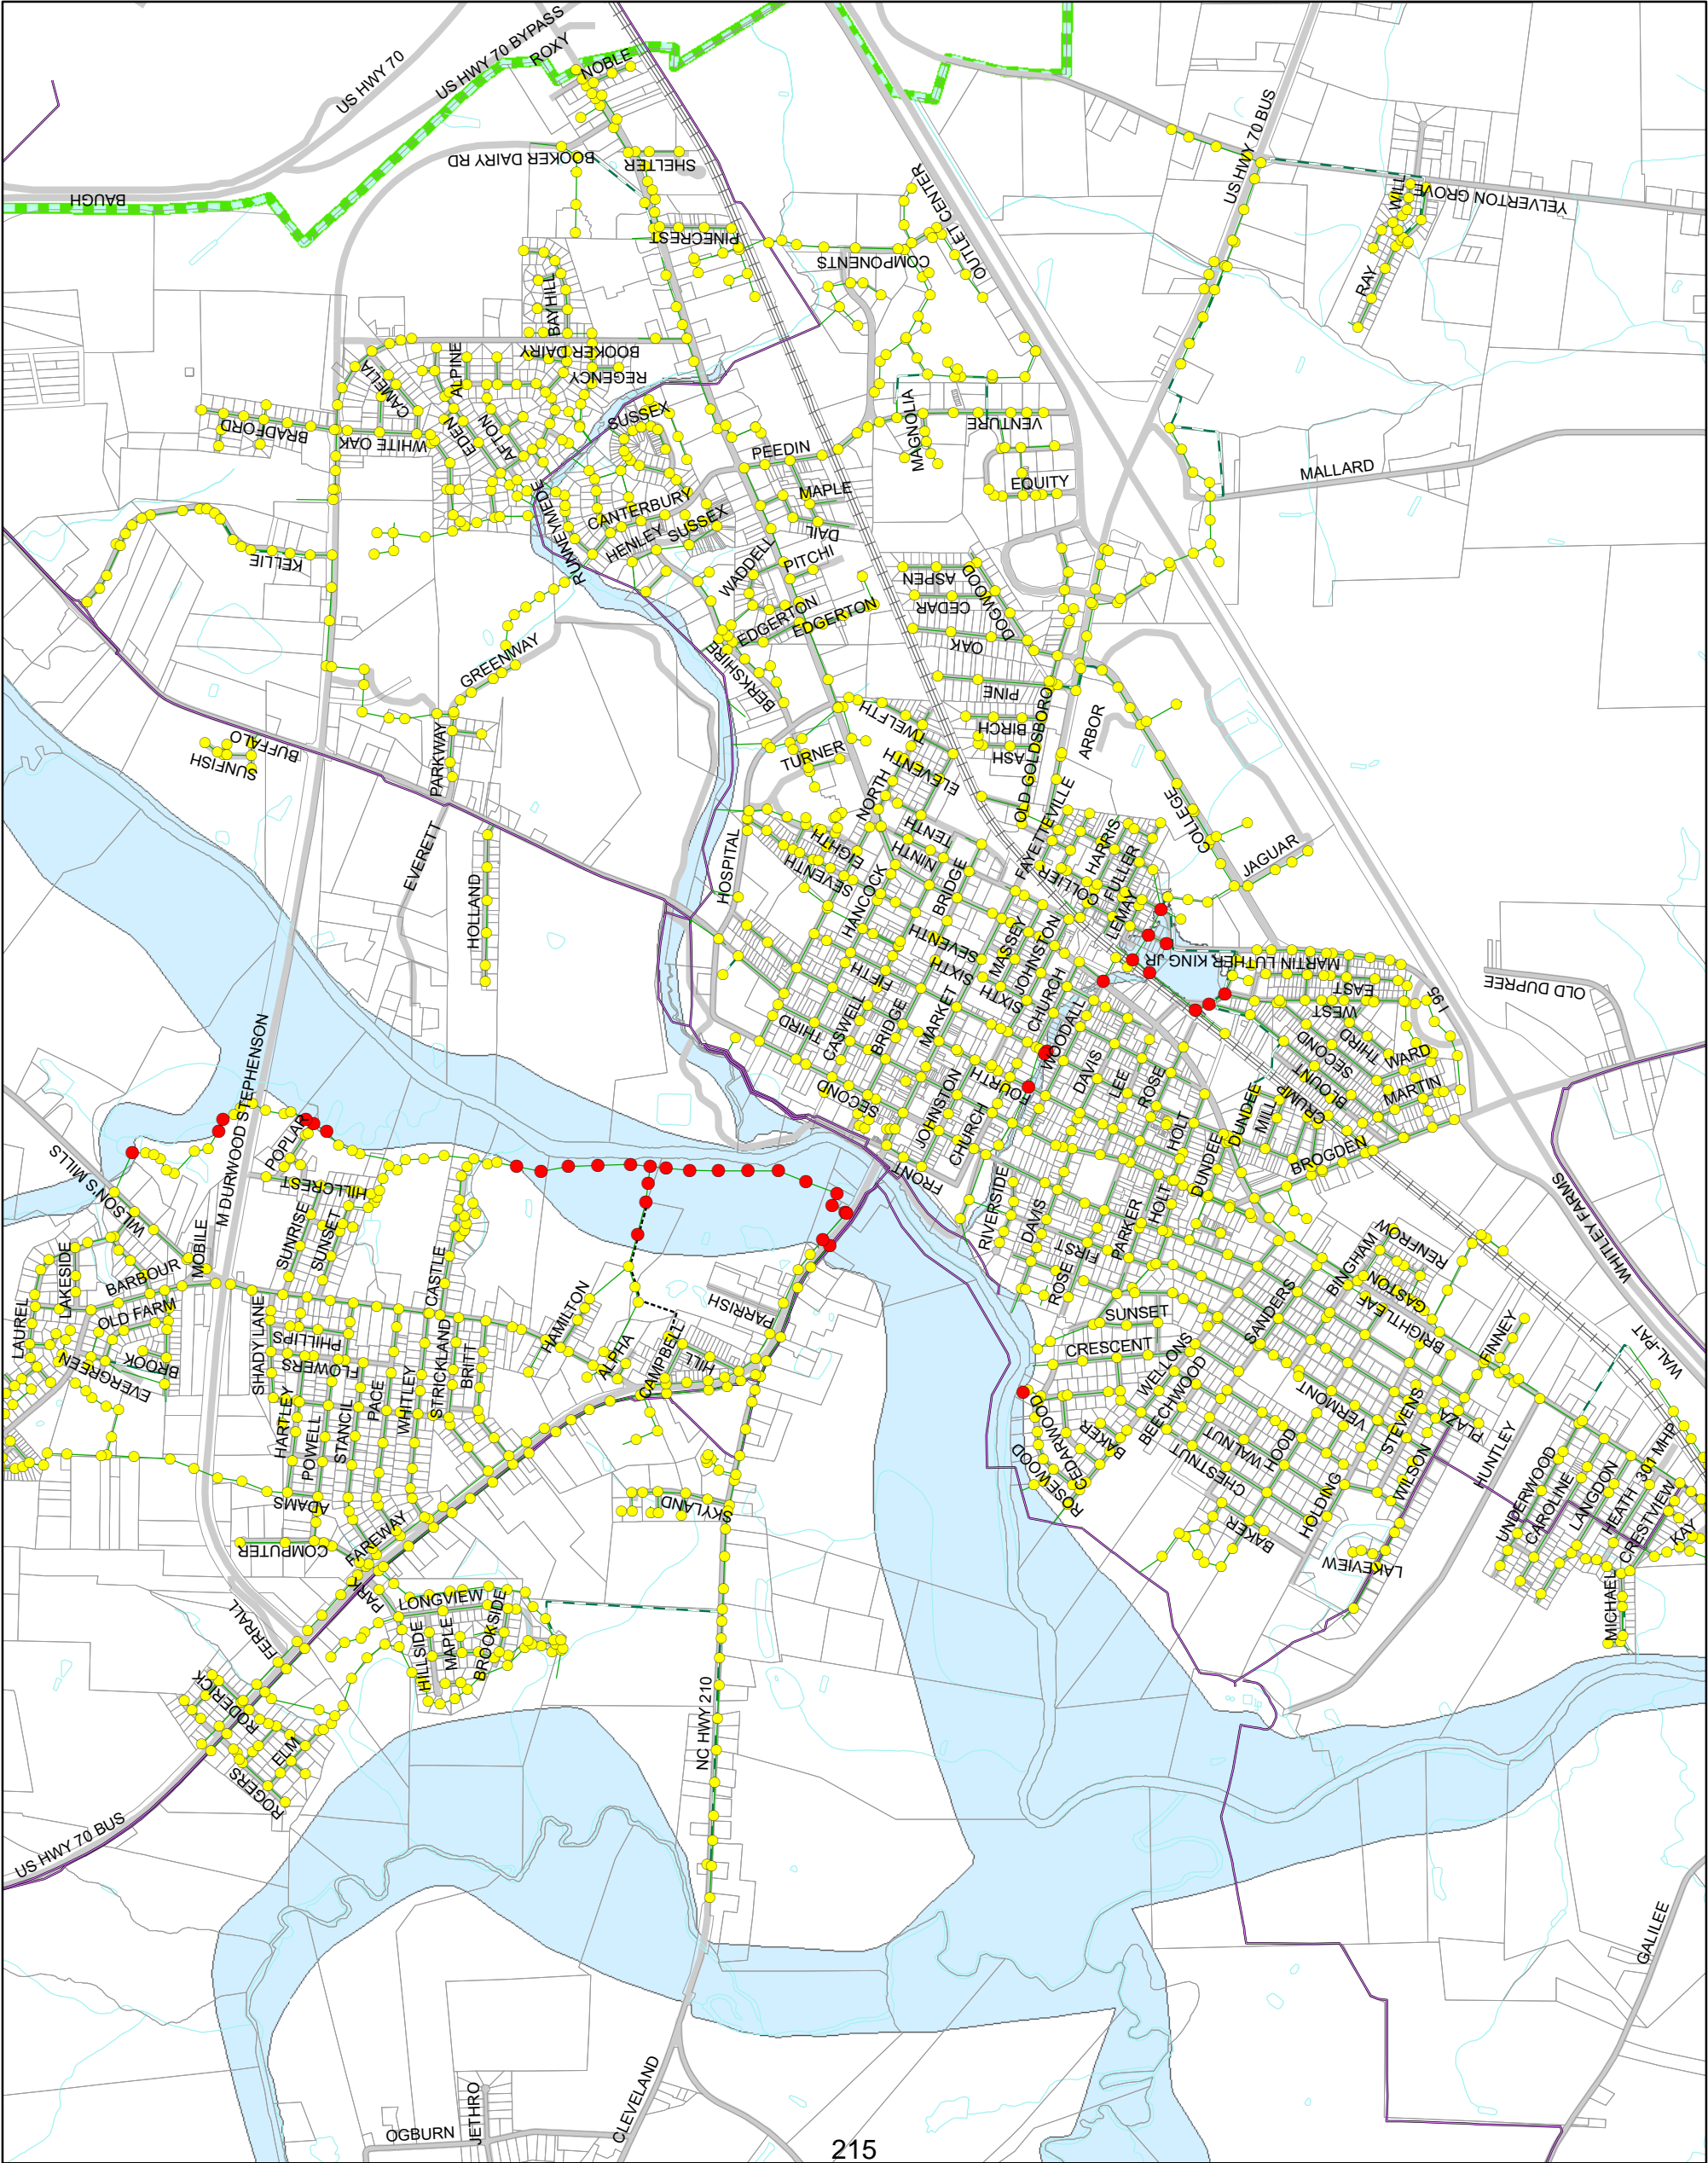 US HWY 70 BYPASS
ROXY
NOBLE
US HWY 70
US HWY 70 BUS
BOOKER DAIRY RD
SHELTER
BAUGH
OUTLET CENTER
WILL
YELVERTON GROVE
PINECREST
COMPONENTS
RAY
BAY HILL
BOOKER DAIRY
ALPINE
REGENCY
CAMELIA
SUSSEX
MAGNOLIA
VENTURE
BRADFORD
WHITE OAK
EDEN
AFTON
PEEDIN
MALLARD
EQUITY
MAPLE
CANTERBURY
RUNNEYMEDE
HENLEY
SUSSEX
DAIL
KELLIE
WADDELL
PITCHI
ASPEN
DOGWOOD
CEDAR
EDGERTON
EDGERTON
OAK
GREENWAY
BERKSHIRE
PINE
OLD GOLDSBORO
TWELFTH
BIRCH
ARBOR
BUFFALO
SUNFISH
PARKWAY
TURNER
ASH
ELEVENTH
NORTH
FAYETTEVILLE
COLLEGE
TENTH
EVERETT
HOSPITAL
EIGHTH
NINTH
HARRIS
JAGUAR
SEVENTH
HANCOCK
BRIDGE
COLLIER
FULLER
HOLLAND
LEMAY
SEVENTH
MASSEY
JOHNSTON
MARTIN LUTHER KING JR
FIFTH
SIXTH
SIXTH
CHURCH
EAST
WEST
I 95
OLD DUPREE
M DURWOOD STEPHENSON
THIRD
CASWELL
BRIDGE
MARKET
WOODALL
SECOND
THIRD
WARD
DAVIS
FOURTH
LEE
ROSE
BLOUNT
MARTIN
SECOND
JOHNSTON
CHURCH
CRUMP
MILL
DUNDEE
HOLT
BROGDEN
POPLAR
WILSON'S MILLS
HILLCREST
FRONT
DUNDEE
WHITLEY FARMS
SUNRISE
SUNSET
RIVERSIDE
DAVIS
PARKER
HOLT
LAKESIDE
MOBILE
BARBOUR
CASTLE
FIRST
BINGHAM
RENFROW
LAUREL
OLD FARM
HAMILTON
PARRISH
ROSE
SANDERS
GASTON
BRIGHTLEAF
SHADY LANE
PHILLIPS
SUNSET
FINNEY
WAL-PAT
EVERGREEN
BROOK
FLOWERS
STRICKLAND
BRITT
ALPHA
CAMPBELL
HILL
CRESCENT
WELLONS
PACE
WHITLEY
BEECHWOOD
VERMONT
HARTLEY
POWELL
STANCIL
CEDARWOOD
BAKER
WALNUT
HOOD
STEVENS
PLAZA
ROSEWOOD
CHESTNUT
WILSON
HUNTLEY
UNDERWOOD
CAROLINE
LANGDON
HEATH 301 MHP
ADAMS
SKYLAND
HOLDING
CRESTVIEW
COMPUTER
FAREWAY
BAKER
LAKEVIEW
KAY
PARK
LONGVIEW
MICHAEL
FERRALL
HILLSIDE
MAPLE
BROOKSIDE
RODERICK
ELM
NC HWY 210
ROGERS
US HWY 70 BUS
GALILEE
JETHRO
CLEVELAND
OGBURN
215